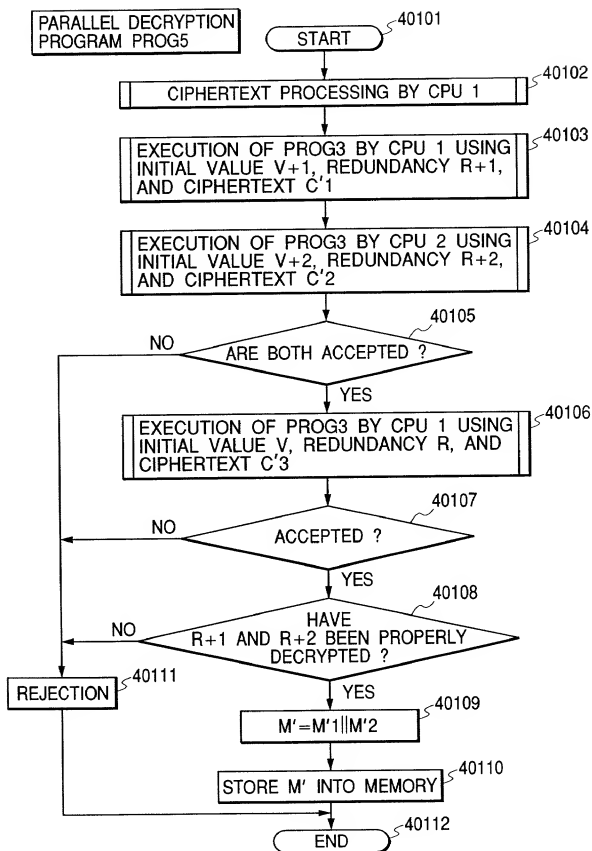 PARALLEL DECRYPTION
PROGRAM PROG5
START
40101
CIPHERTEXT PROCESSING BY CPU 1
40102
EXECUTION OF PROG3 BY CPU 1 USING
INITIAL VALUE V+1, REDUNDANCY R+1,
AND CIPHERTEXT C'1
40103
EXECUTION OF PROG3 BY CPU 2 USING
INITIAL VALUE V+2, REDUNDANCY R+2,
AND CIPHERTEXT C'2
40104
ARE BOTH ACCEPTED ?
40105
NO
YES
EXECUTION OF PROG3 BY CPU 1 USING
INITIAL VALUE V, REDUNDANCY R, AND
CIPHERTEXT C'3
40106
ACCEPTED ?
40107
NO
YES
HAVE
R+1 AND R+2 BEEN PROPERLY
DECRYPTED ?
40108
NO
YES
REJECTION
40111
M'=M'1||M'2
40109
STORE M' INTO MEMORY
40110
END
40112